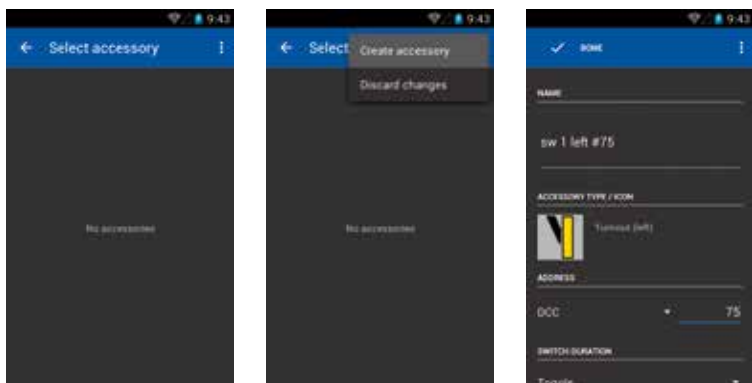 9:43
Select accessory
No accessories
9:43
Select
Create accessory
Discard changes
No accessories
9:43
DONE
NAME
sw 1 left #75
ACCESSORY TYPE / ICON
Turnout (left)
ADDRESS
DCC 75
SWITCH DURATION
Toggle